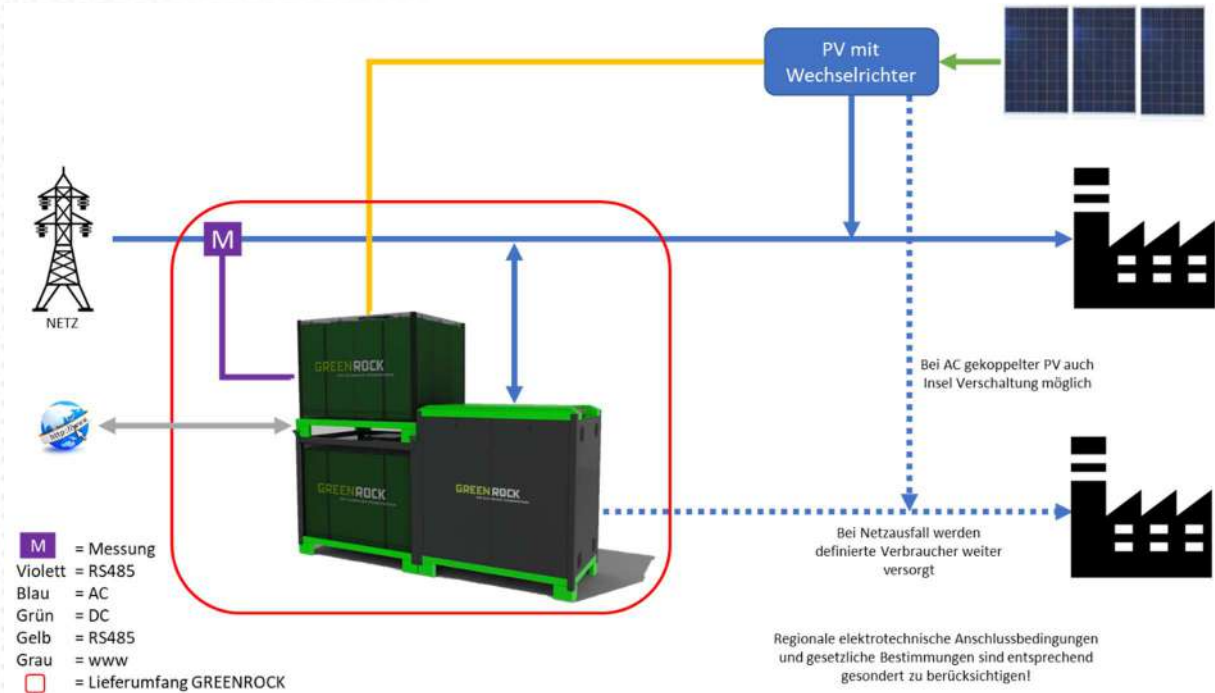 PV mit
Wechselrichter
M
NETZ
http://www
GREENROCK
GREENROCK
GREENROCK
Bei AC gekoppelter PV auch
Insel Verschaltung möglich
Bei Netzausfall werden
definierte Verbraucher weiter
versorgt
M = Messung
Violett = RS485
Blau = AC
Grün = DC
Gelb = RS485
Grau = www
= Lieferumfang GREENROCK
Regionale elektrotechnische Anschlussbedingungen
und gesetzliche Bestimmungen sind entsprechend
gesondert zu berücksichtigen!